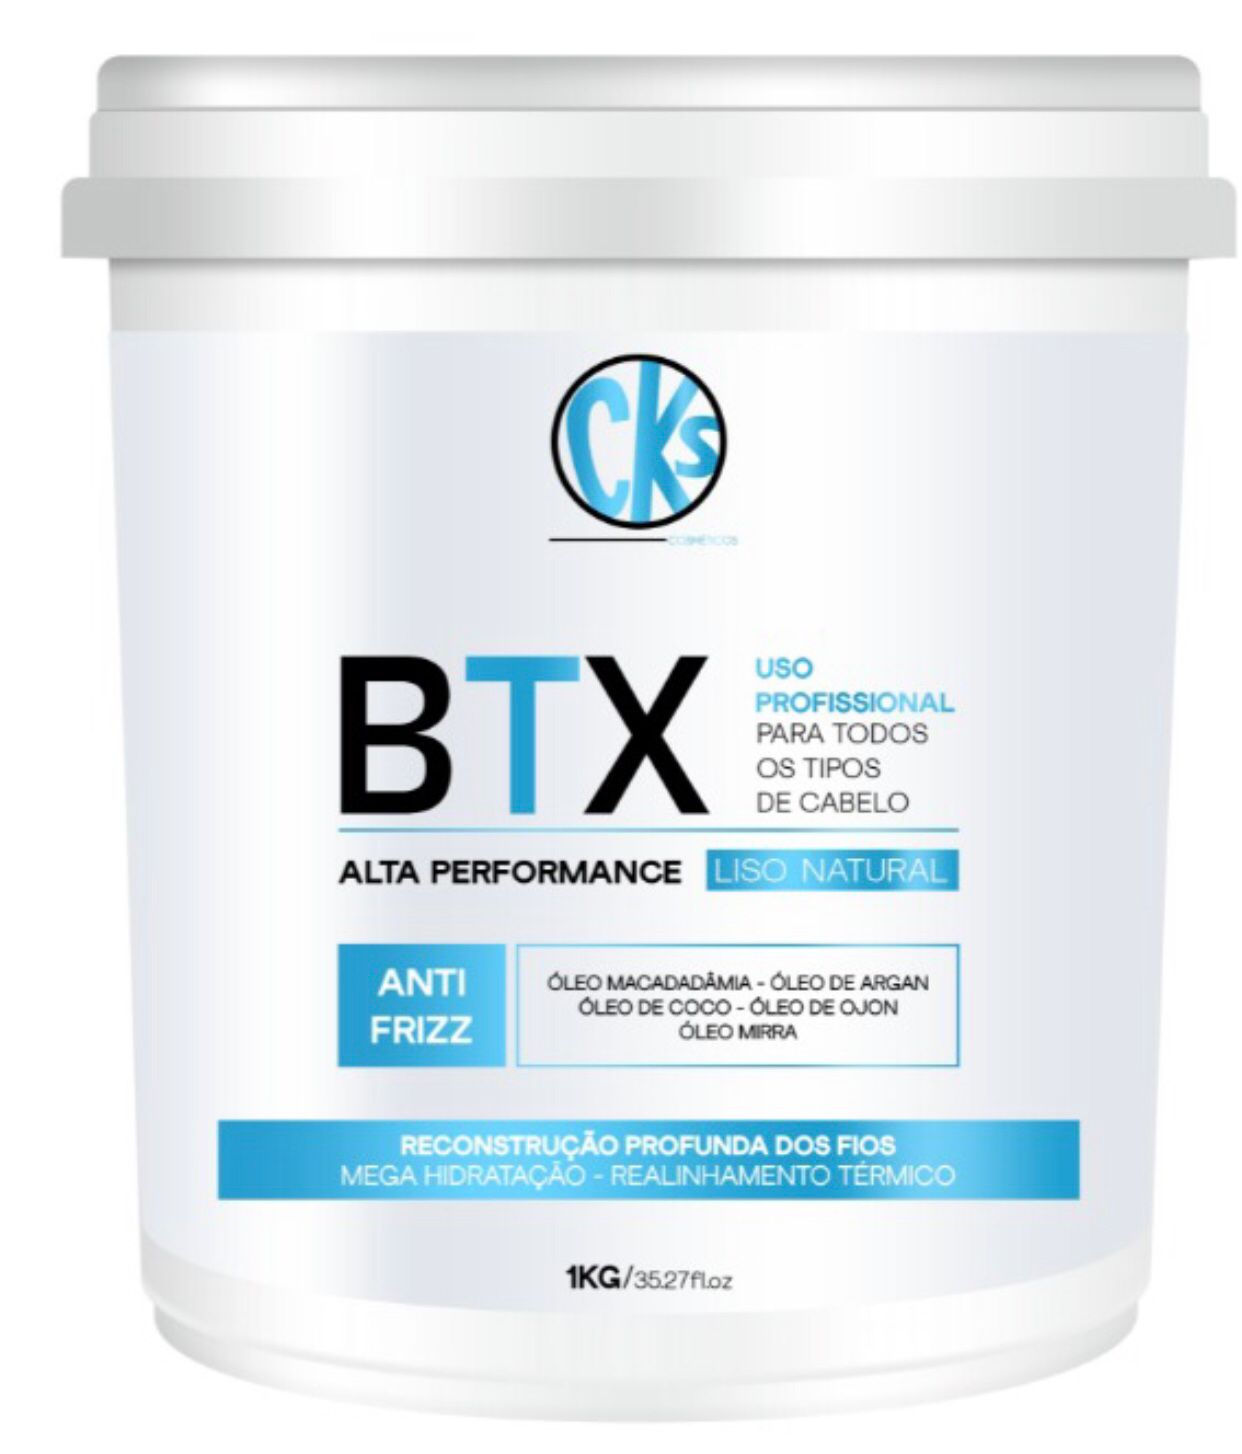 CKS
COSMÉTICOS
BTX
USO
PROFISSIONAL
PARA TODOS
OS TIPOS
DE CABELO
ALTA PERFORMANCE
LISO NATURAL
ANTI
FRIZZ
ÓLEO MACADADÂMIA - ÓLEO DE ARGAN
ÓLEO DE COCO - ÓLEO DE OJON
ÓLEO MIRRA
RECONSTRUÇÃO PROFUNDA DOS FIOS
MEGA HIDRATAÇÃO - REALINHAMENTO TÉRMICO
1KG/35.27fl.oz